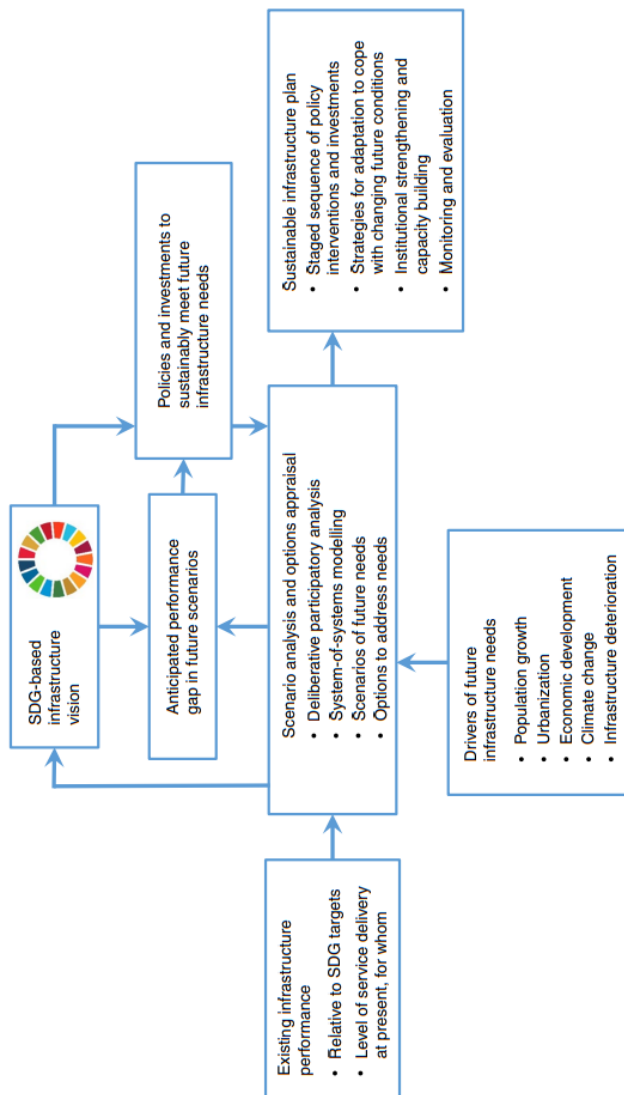 SDG-based
infrastructure
vision
Anticipated performance
gap in future scenarios
Policies and investments to
sustainably meet future
infrastructure needs
Existing infrastructure
performance
• Relative to SDG targets
• Level of service delivery
at present, for whom
Scenario analysis and options appraisal
• Deliberative participatory analysis
• System-of-systems modelling
• Scenarios of future needs
• Options to address needs
Sustainable infrastructure plan
• Staged sequence of policy
interventions and investments
• Strategies for adaptation to cope
with changing future conditions
• Institutional strengthening and
capacity building
• Monitoring and evaluation
Drivers of future
infrastructure needs
• Population growth
• Urbanization
• Economic development
• Climate change
• Infrastructure deterioration